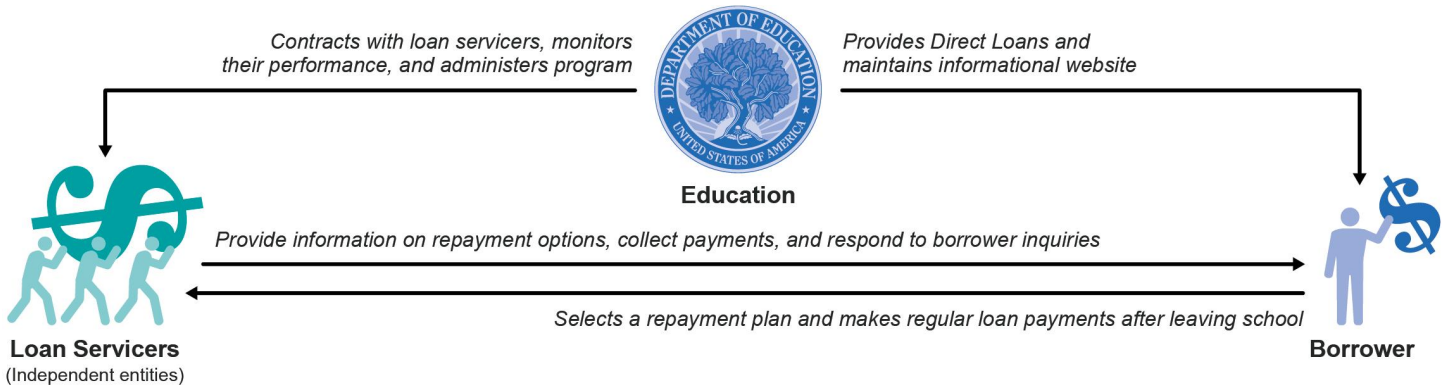 Contracts with loan servicers, monitors
their performance, and administers program
DEPARTMENT OF EDUCATION
UNITED STATES OF AMERICA
Provides Direct Loans and
maintains informational website
Education
Provide information on repayment options, collect payments, and respond to borrower inquiries
Selects a repayment plan and makes regular loan payments after leaving school
Loan Servicers
(Independent entities)
Borrower